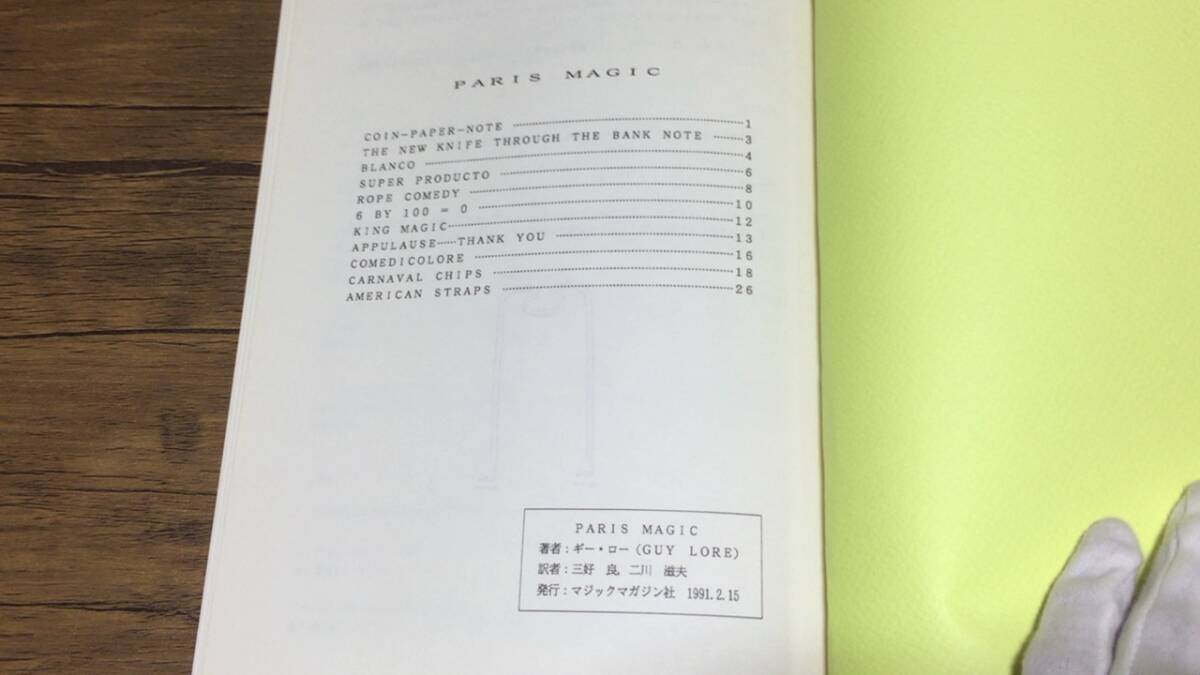 PARIS MAGIC
COIN-PAPER-NOTE 1
THE NEW KNIFE THROUGH THE BANK NOTE 3
BLANCO 4
SUPER PRODUCTO 6
ROPE COMEDY 8
6 BY 100 = 0 10
KING MAGIC 12
APPULAUSE……THANK YOU 13
COMEDICOLORE 16
CARNAVAL CHIPS 18
AMERICAN STRAPS 26
PARIS MAGIC
著者：ギー・ロー（GUY LORE）
訳者：三好 良，二川 滋夫
発行：マジックマガジン社 1991.2.15